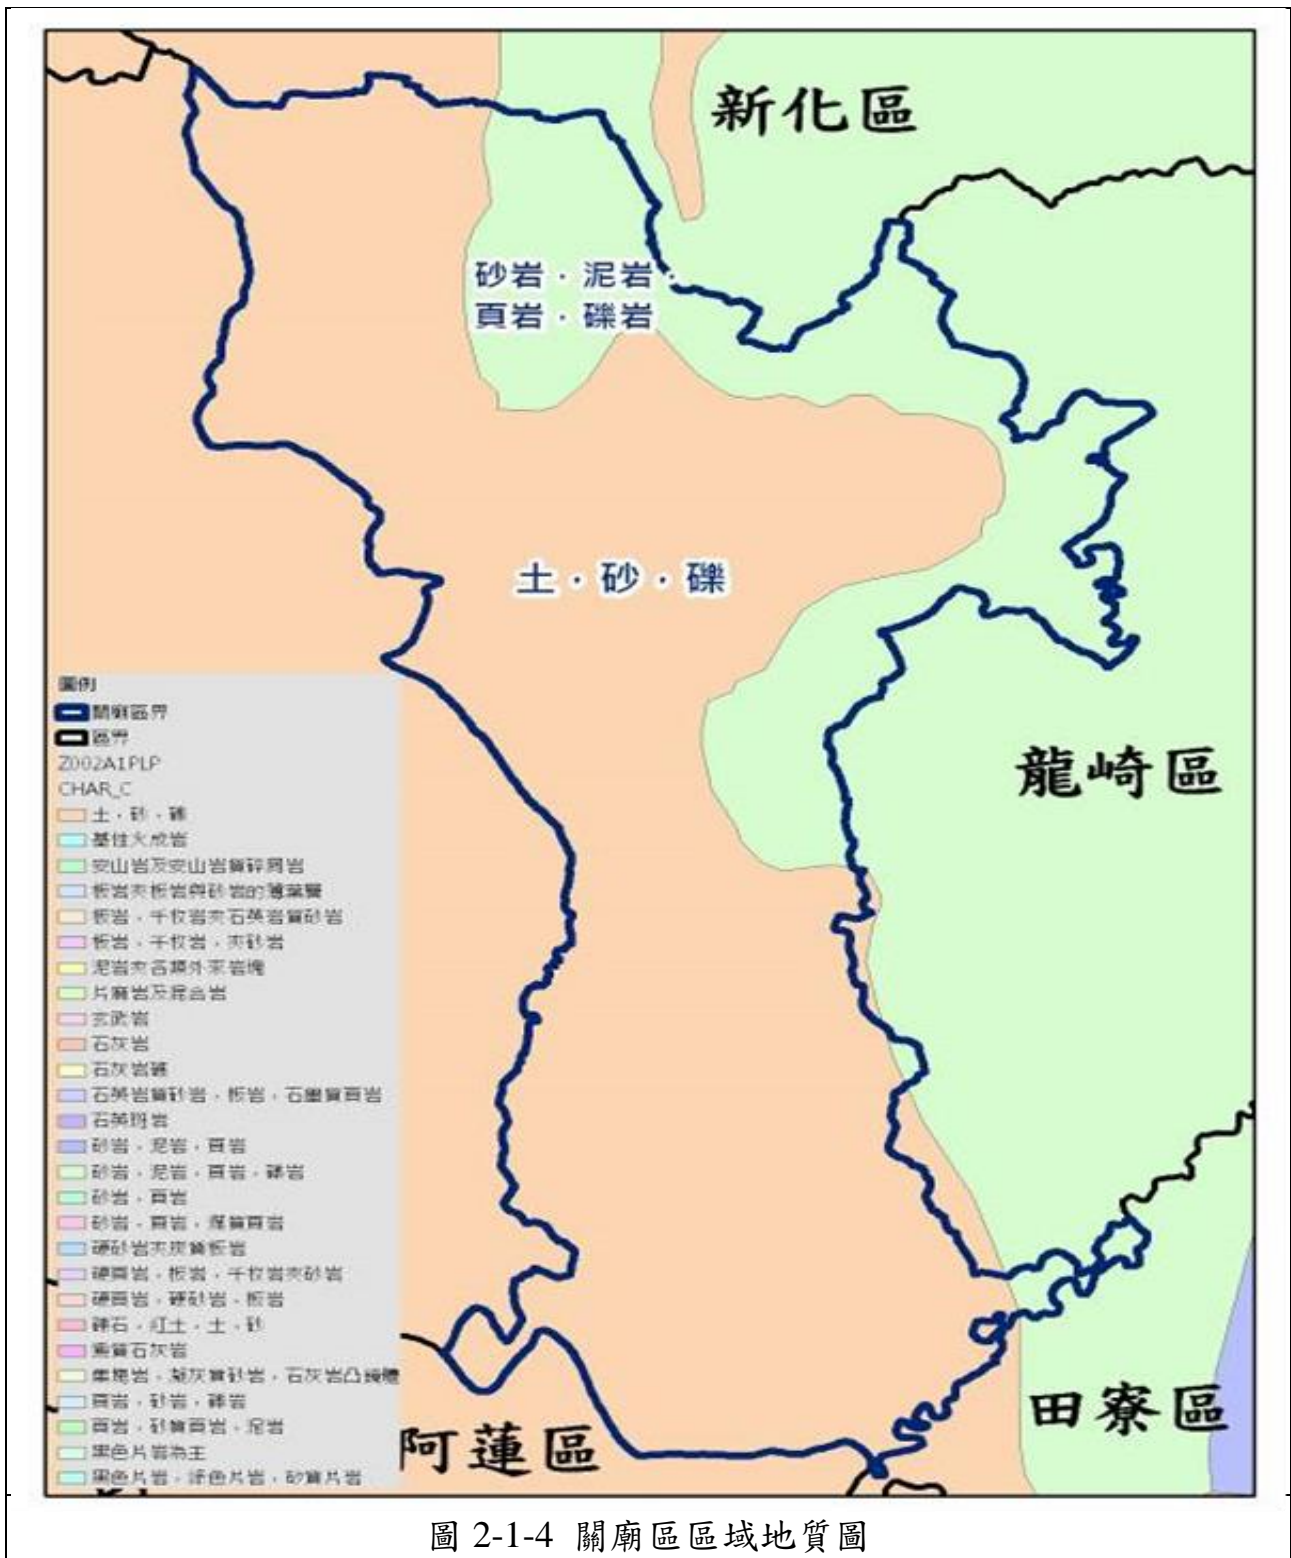 新化區
砂岩．泥岩．
頁岩．礫岩
土．砂．礫
龍崎區
田寮區
阿蓮區
圖例
關廟區界
區界
Z002A1PLP
CHAR_C
土．砂．礫
基性火成岩
安山岩及安山岩質碎屑岩
板岩夾板岩與砂岩的薄葉層
板岩．千枚岩夾石英岩質砂岩
板岩．千枚岩．夾砂岩
泥岩夾各類外來岩塊
片麻岩及混合岩
玄武岩
石灰岩
石灰岩礁
石英岩質砂岩．板岩．石墨質頁岩
石英斑岩
砂岩．泥岩．頁岩
砂岩．泥岩．頁岩．礫岩
砂岩．頁岩
砂岩．頁岩．煤質頁岩
硬砂岩夾炭質板岩
硬頁岩．板岩．千枚岩夾砂岩
硬頁岩．硬砂岩．板岩
礫石．紅土．土．砂
集塊岩．凝灰質砂岩．石灰岩凸鏡體
頁岩．砂岩．礫岩
頁岩．砂質頁岩．泥岩
黑色片岩為主
黑色片岩．綠色片岩．砂質片岩
圖 2-1-4 關廟區區域地質圖